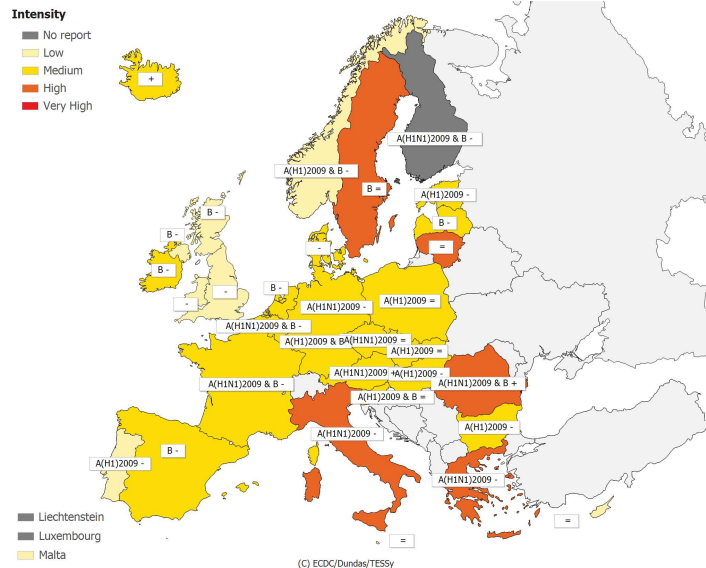 Intensity
No report
Low
Medium
High
Very High
+
A(H1N1)2009 & B -
A(H1)2009 & B -
B =
A(H1)2009 -
B -
B -
B -
=
-
B -
B -
-
-
A(H1)2009 =
A(H1N1)2009 -
A(H1N1)2009 & B -
A(H1)2009 & B
A(H1N1)2009 =
A(H1)2009 =
A(H1N1)2009 +
A(H1)2009 -
A(H1N1)2009 & B -
A(H1N1)2009 & B +
A(H1)2009 & B =
A(H1N1)2009 -
A(H1)2009 -
B -
A(H1)2009 -
A(H1N1)2009 -
Liechtenstein
Luxembourg
Malta
=
=
(C) ECDC/Dundas/TESSy